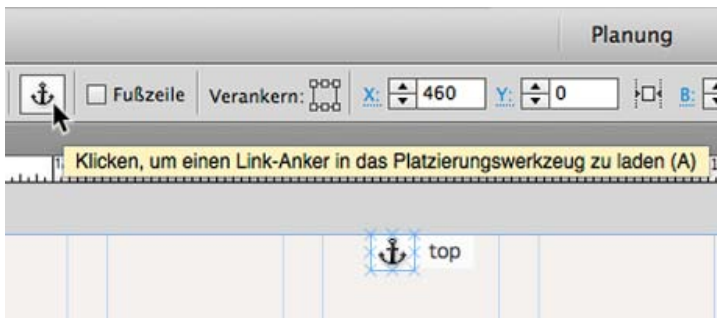 Planung
Fußzeile Verankern: X: 460 Y: 0 B:
Klicken, um einen Link-Anker in das Platzierungswerkzeug zu laden (A)
top